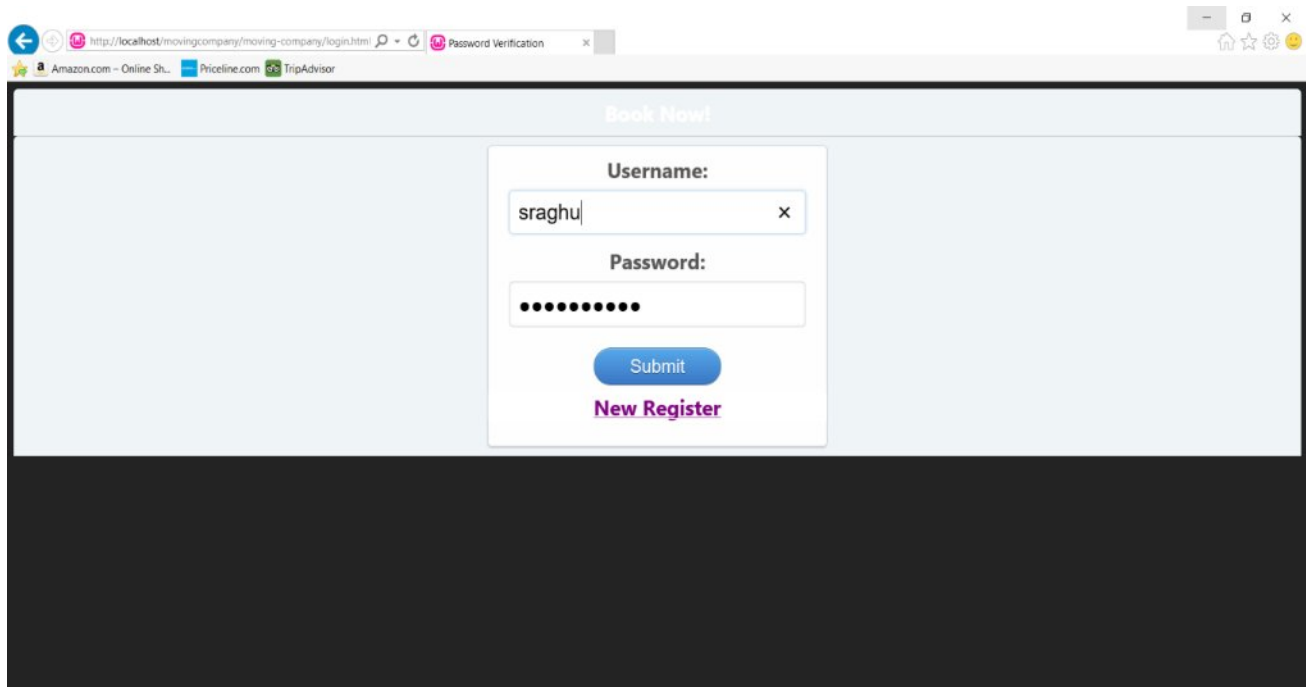 http://localhost/movingcompany/moving-company/login.html
Password Verification
Amazon.com – Online Sh...
Priceline.com
TripAdvisor
Book Now!
Username:
sraghu
Password:
••••••••••
Submit
New Register